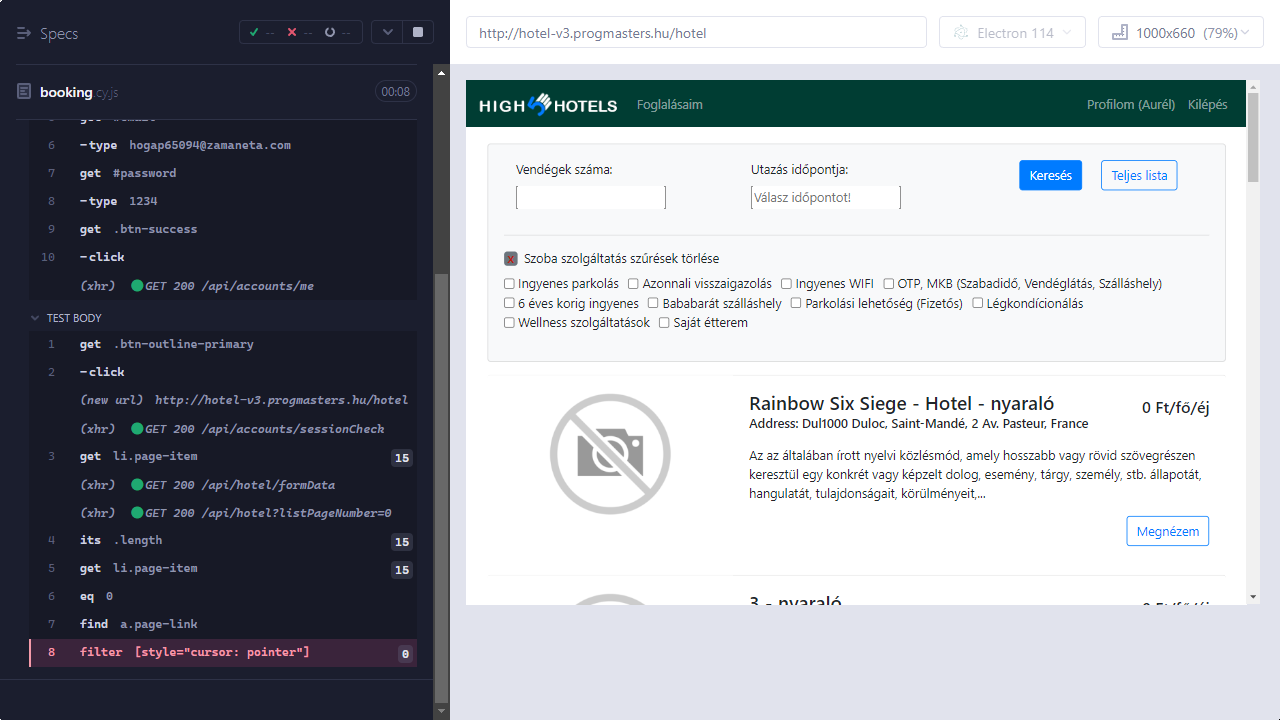 Specs
-- -- --
booking.cy.js
00:08
6 -type hogap65094@zamaneta.com
7 get #password
8 -type 1234
9 get .btn-success
10 -click
(xhr) GET 200 /api/accounts/me
TEST BODY
1 get .btn-outline-primary
2 -click
(new url) http://hotel-v3.progmasters.hu/hotel
(xhr) GET 200 /api/accounts/sessionCheck
3 get li.page-item 15
(xhr) GET 200 /api/hotel/formData
(xhr) GET 200 /api/hotel?listPageNumber=0
4 its .length 15
5 get li.page-item 15
6 eq 0
7 find a.page-link
8 filter [style="cursor: pointer"] 0
http://hotel-v3.progmasters.hu/hotel
Electron 114
1000x660 (79%)
HIGH HOTELS
Foglalásaim
Profilom (Aurél) Kilépés
Vendégek száma:
Utazás időpontja:
Válasz időpontot!
Keresés
Teljes lista
x Szoba szolgáltatás szűrések törlése
Ingyenes parkolás Azonnali visszaigazolás Ingyenes WIFI OTP, MKB (Szabadidő, Vendéglátás, Szálláshely)
6 éves korig ingyenes Bababarát szálláshely Parkolási lehetőség (Fizetős) Légkondícionálás
Wellness szolgáltatások Saját étterem
Rainbow Six Siege - Hotel - nyaraló
0 Ft/fő/éj
Address: Dul1000 Duloc, Saint-Mandé, 2 Av. Pasteur, France
Az az általában írott nyelvi közlésmód, amely hosszabb vagy rövid szövegrészen
keresztül egy konkrét vagy képzelt dolog, esemény, tárgy, személy, stb. állapotát,
hangulatát, tulajdonságait, körülményeit,...
Megnézem
3 - nyaraló
0 Ft/fő/éj